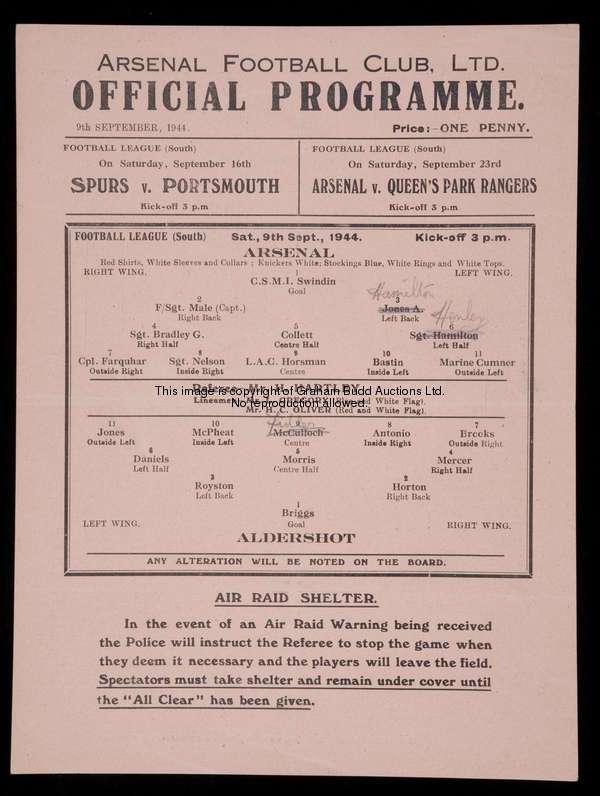 ARSENAL FOOTBALL CLUB, LTD.
OFFICIAL PROGRAMME.
9th SEPTEMBER, 1944. Price:-ONE PENNY.
FOOTBALL LEAGUE (South)
On Saturday, September 16th
SPURS v. PORTSMOUTH
Kick-off 3 p.m
FOOTBALL LEAGUE (South)
On Saturday, September 23rd
ARSENAL v. QUEEN'S PARK RANGERS
Kick-off 3 p.m.
FOOTBALL LEAGUE (South) Sat., 9th Sept., 1944. Kick-off 3 p.m.
ARSENAL
Red Shirts, White Sleeves and Collars ; Knickers White; Stockings Blue, White Rings and White Tops.
RIGHT WING. 1 LEFT WING.
C.S.M.I. Swindin
Goal
Hamilton
2 3
F/Sgt. Male (Capt.) Jones A.
Right Back Left Back
Henley
4 5 6
Sgt. Bradley G. Collett Sgt. Hamilton
Right Half Centre Half Left Half
7 8 9 10 11
Cpl. Farquhar Sgt. Nelson L.A.C. Horsman Bastin Marine Cumner
Outside Right Inside Right Centre Inside Left Outside Left
Referee—Mr. H. HARTLEY
This image is copyright of Graham Budd Auctions Ltd.
Linesmen GREGORY (Blue and White Flag).
No reproduction allowed.
Mr. H. C. OLIVER (Red and White Flag).
11 10 8 7
Jones McPheat McCulloch Antonio Brooks
Outside Left Inside Left Centre Inside Right Outside Right
6 5 4
Daniels Morris Mercer
Left Half Centre Half Right Half
3 2
Royston Horton
Left Back Right Back
1
Briggs
LEFT WING. Goal RIGHT WING.
ALDERSHOT
ANY ALTERATION WILL BE NOTED ON THE BOARD.
AIR RAID SHELTER.
In the event of an Air Raid Warning being received
the Police will instruct the Referee to stop the game when
they deem it necessary and the players will leave the field.
Spectators must take shelter and remain under cover until
the "All Clear" has been given.